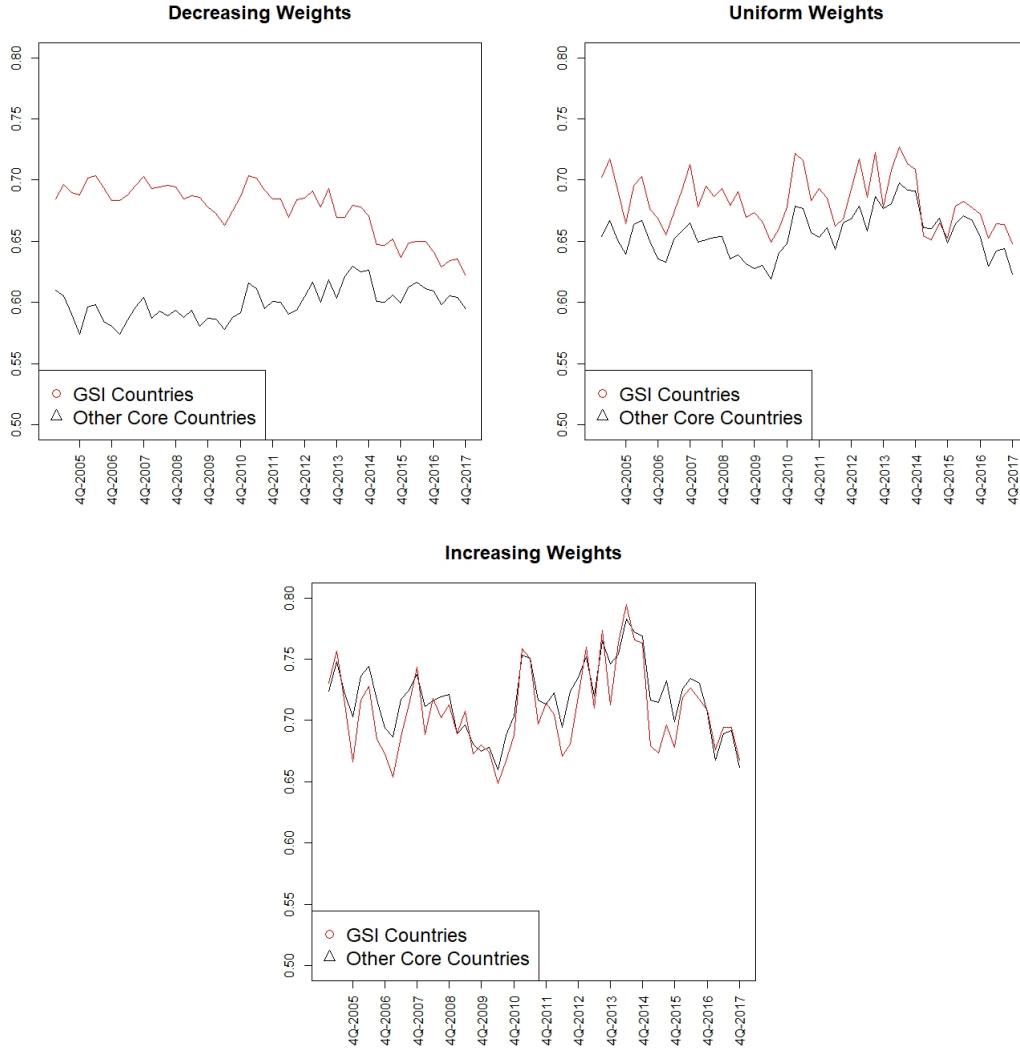 Decreasing Weights
0.80
0.75
0.70
0.65
0.60
0.55
0.50
GSI Countries
Other Core Countries
4Q-2005
4Q-2006
4Q-2007
4Q-2008
4Q-2009
4Q-2010
4Q-2011
4Q-2012
4Q-2013
4Q-2014
4Q-2015
4Q-2016
4Q-2017
Uniform Weights
0.80
0.75
0.70
0.65
0.60
0.55
0.50
GSI Countries
Other Core Countries
4Q-2005
4Q-2006
4Q-2007
4Q-2008
4Q-2009
4Q-2010
4Q-2011
4Q-2012
4Q-2013
4Q-2014
4Q-2015
4Q-2016
4Q-2017
Increasing Weights
0.80
0.75
0.70
0.65
0.60
0.55
0.50
GSI Countries
Other Core Countries
4Q-2005
4Q-2006
4Q-2007
4Q-2008
4Q-2009
4Q-2010
4Q-2011
4Q-2012
4Q-2013
4Q-2014
4Q-2015
4Q-2016
4Q-2017